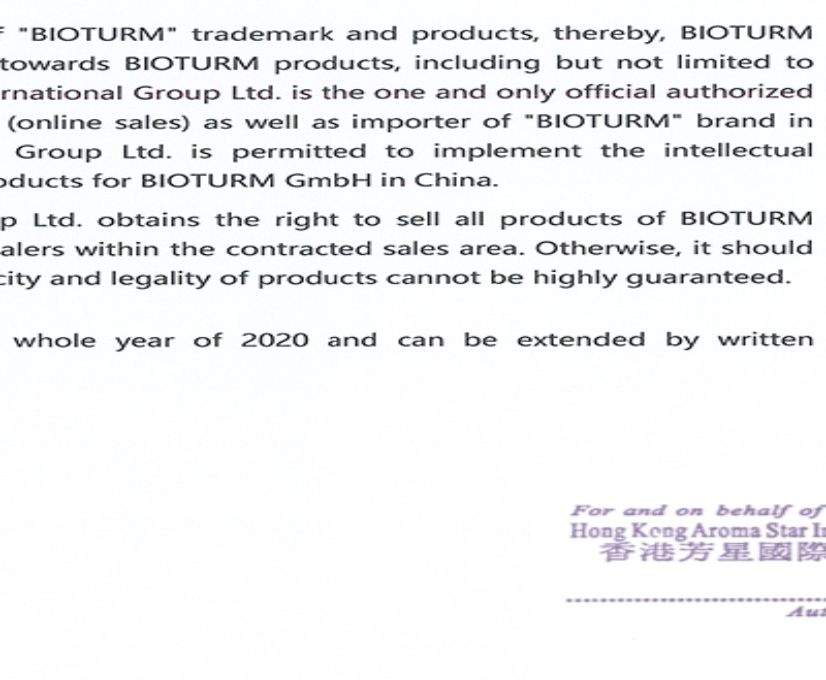 "BIOTURM" trademark and products, thereby, BIOTURM
towards BIOTURM products, including but not limited to
rnational Group Ltd. is the one and only official authorized
(online sales) as well as importer of "BIOTURM" brand in
Group Ltd. is permitted to implement the intellectual
oducts for BIOTURM GmbH in China.
p Ltd. obtains the right to sell all products of BIOTURM
alers within the contracted sales area. Otherwise, it should
city and legality of products cannot be highly guaranteed.
whole year of 2020 and can be extended by written
For and on behalf of
Hong Kong Aroma Star I
香港芳星國際
Aut